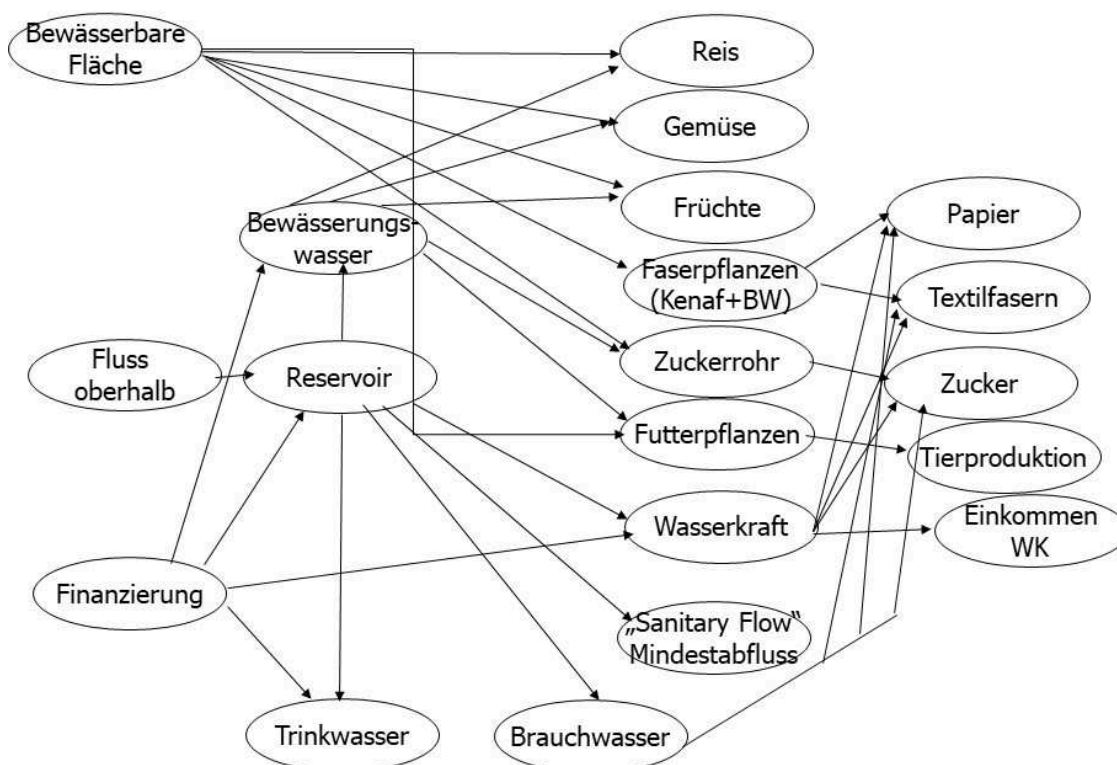 Bewässerbare
Fläche
Reis
Gemüse
Früchte
Bewässerungs-
wasser
Papier
Faserpflanzen
(Kenaf+BW)
Textilfasern
Fluss
oberhalb
Reservoir
Zuckerrohr
Zucker
Futterpflanzen
Tierproduktion
Wasserkraft
Einkommen
WK
Finanzierung
„Sanitary Flow“
Mindestabfluss
Trinkwasser
Brauchwasser